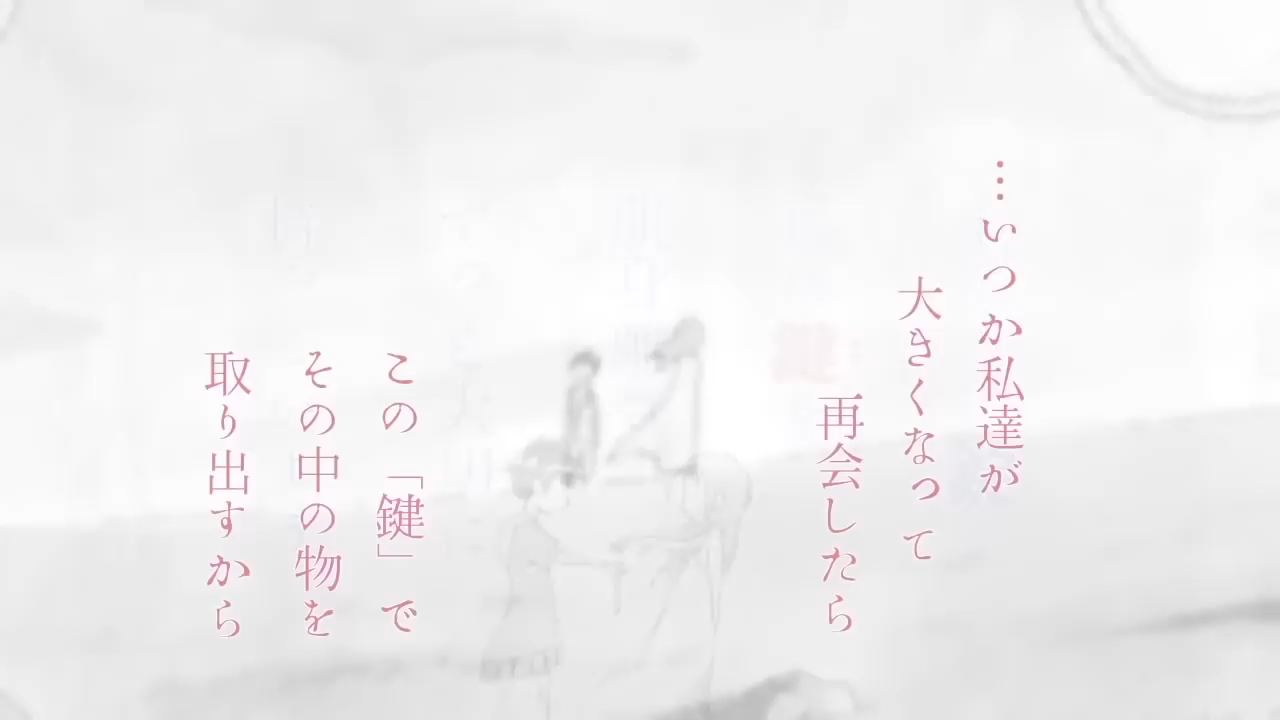 …いつか私達が
大きくなって
再会したら
この「鍵」で
その中の物を
取り出すから